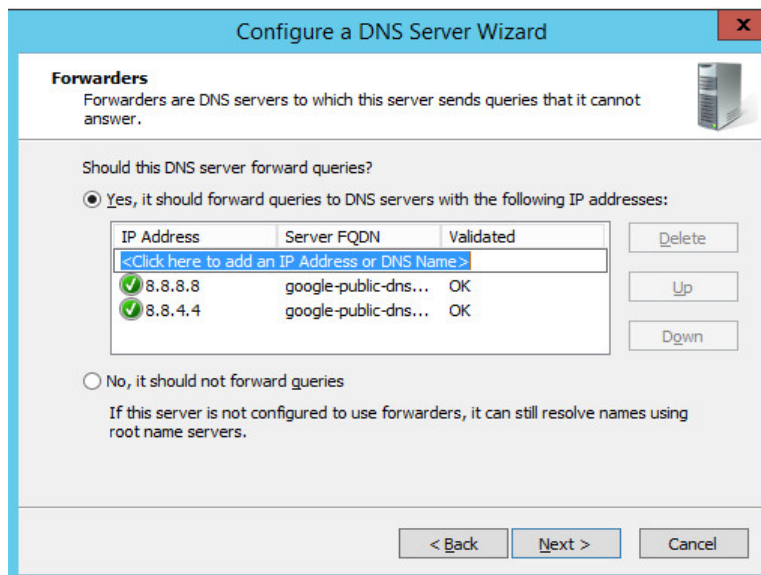 Configure a DNS Server Wizard
x
Forwarders
Forwarders are DNS servers to which this server sends queries that it cannot
answer.
Should this DNS server forward queries?
Yes, it should forward queries to DNS servers with the following IP addresses:
IP Address Server FQDN Validated
<Click here to add an IP Address or DNS Name>
8.8.8.8 google-public-dns... OK
8.8.4.4 google-public-dns... OK
Delete
Up
Down
No, it should not forward queries
If this server is not configured to use forwarders, it can still resolve names using
root name servers.
< Back Next > Cancel